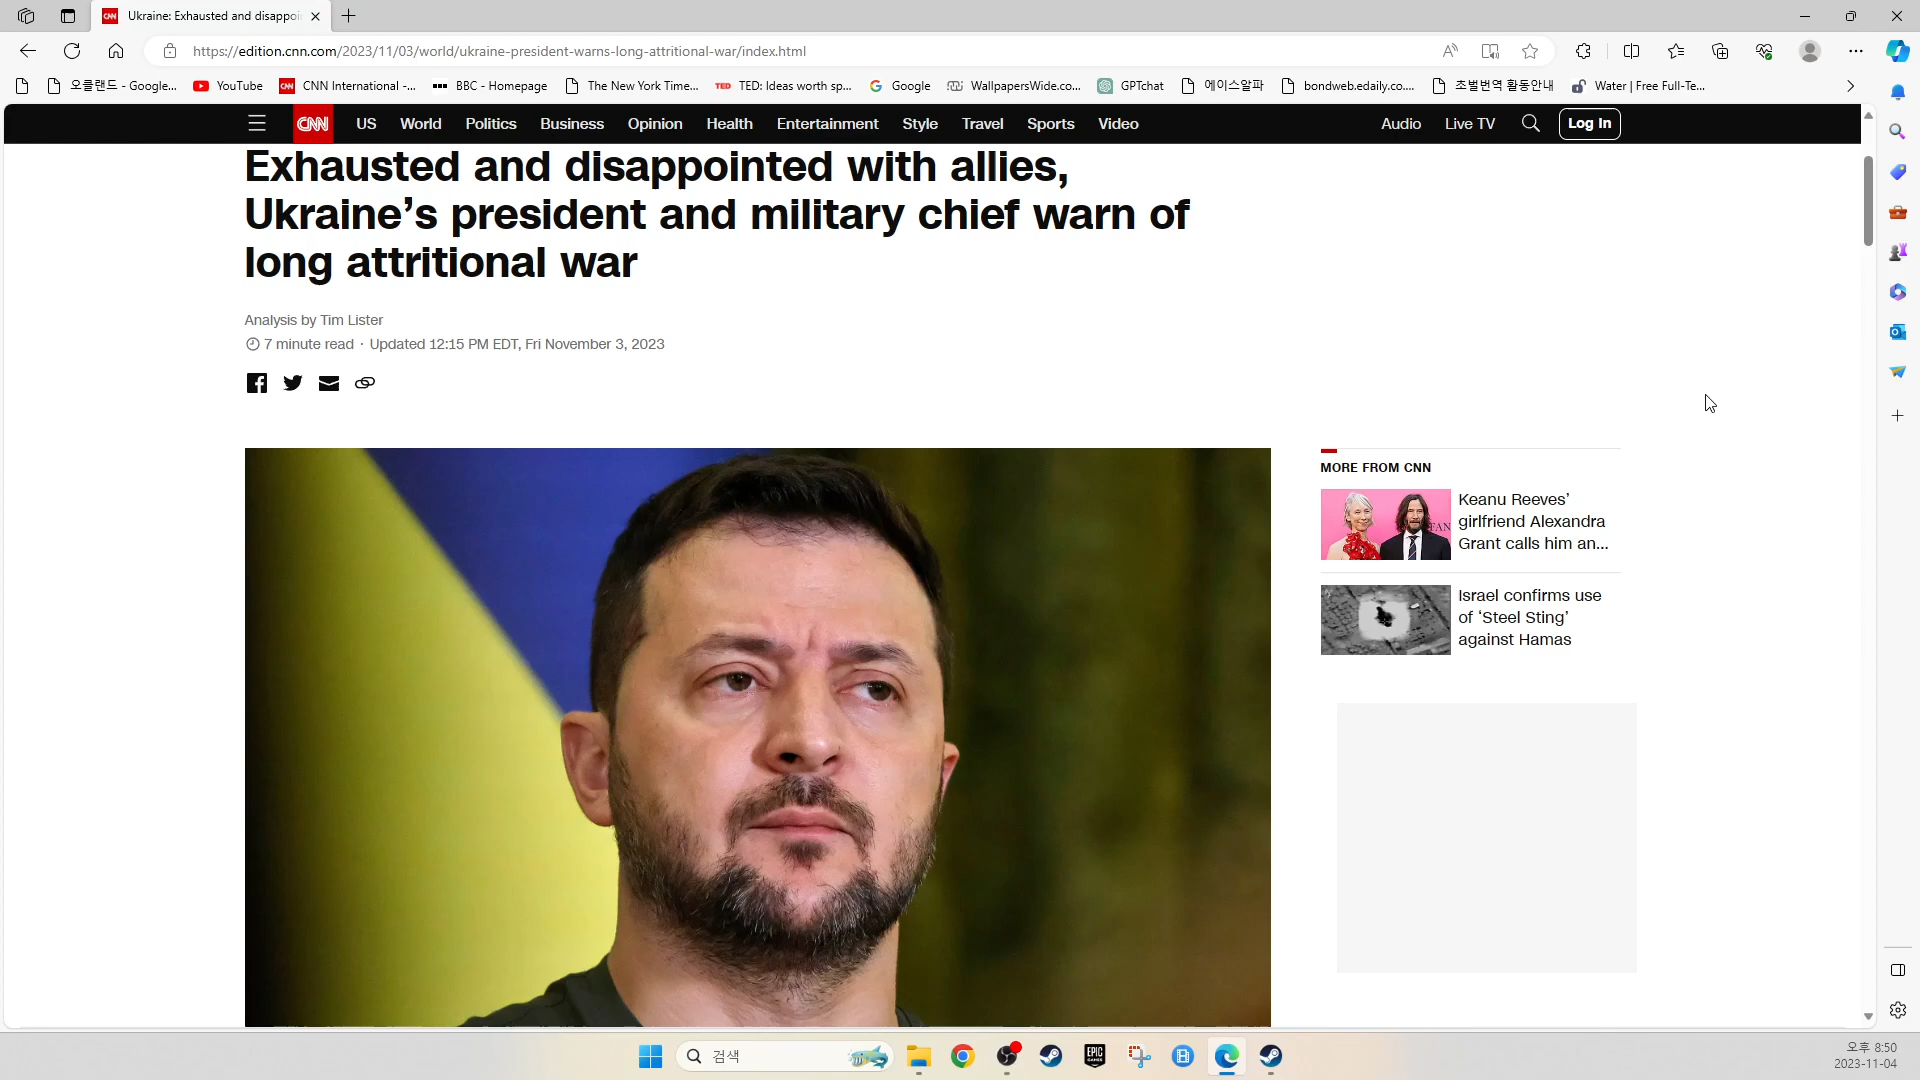 Ukraine: Exhausted and disappoi
https://edition.cnn.com/2023/11/03/world/ukraine-president-warns-long-attritional-war/index.html
오클랜드 - Google...
YouTube
CNN International -...
BBC - Homepage
The New York Time...
TED: Ideas worth sp...
Google
WallpapersWide.co...
GPTchat
에이스알파
bondweb.edaily.co....
초벌번역 활동안내
Water | Free Full-Te...
CNN
US
World
Politics
Business
Opinion
Health
Entertainment
Style
Travel
Sports
Video
Audio
Live TV
Log In
Exhausted and disappointed with allies,
Ukraine’s president and military chief warn of
long attritional war
Analysis by Tim Lister
7 minute read · Updated 12:15 PM EDT, Fri November 3, 2023
MORE FROM CNN
Keanu Reeves’
girlfriend Alexandra
Grant calls him an...
Israel confirms use
of ‘Steel Sting’
against Hamas
검색
EPIC
GAMES
오후 8:50
2023-11-04